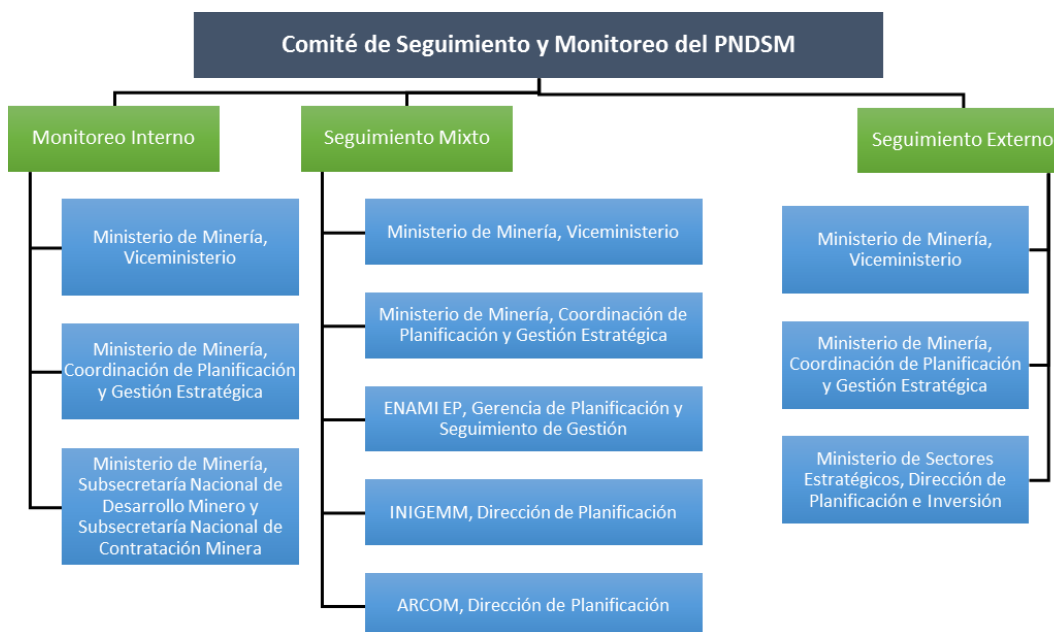 Comité de Seguimiento y Monitoreo del PNDSM
Monitoreo Interno
Ministerio de Minería,
Viceministerio
Ministerio de Minería,
Coordinación de Planificación
y Gestión Estratégica
Ministerio de Minería,
Subsecretaría Nacional de
Desarrollo Minero y
Subsecretaría Nacional de
Contratación Minera
Seguimiento Mixto
Ministerio de Minería, Viceministerio
Ministerio de Minería, Coordinación de
Planificación y Gestión Estratégica
ENAMI EP, Gerencia de Planificación y
Seguimiento de Gestión
INIGEMM, Dirección de Planificación
ARCOM, Dirección de Planificación
Seguimiento Externo
Ministerio de Minería,
Viceministerio
Ministerio de Minería,
Coordinación de Planificación
y Gestión Estratégica
Ministerio de Sectores
Estratégicos, Dirección de
Planificación e Inversión